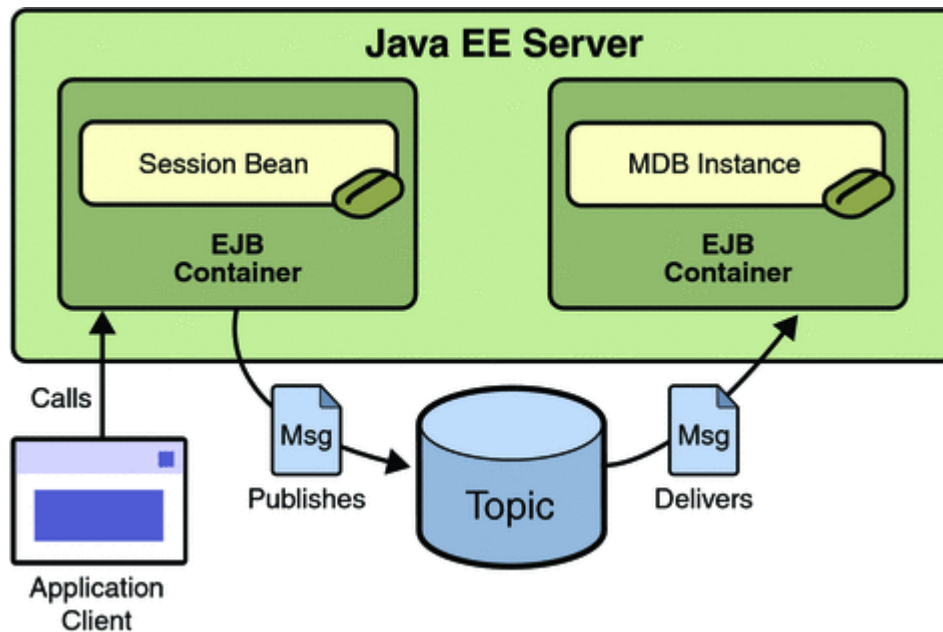 Java EE Server
Session Bean
EJB
Container
MDB Instance
EJB
Container
Calls
Msg
Publishes
Topic
Msg
Delivers
Application
Client